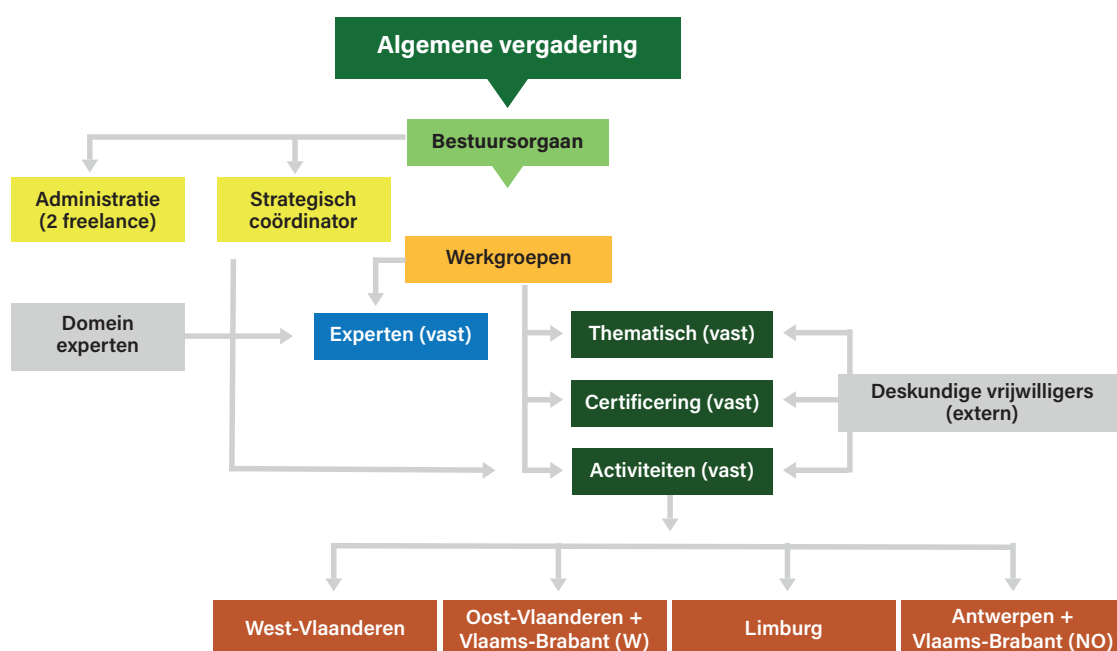 Algemene vergadering
Bestuursorgaan
Administratie
(2 freelance)
Strategisch
coördinator
Werkgroepen
Domein
experten
Experten (vast)
Thematisch (vast)
Certificering (vast)
Deskundige vrijwilligers
(extern)
Activiteiten (vast)
West-Vlaanderen
Oost-Vlaanderen +
Vlaams-Brabant (W)
Limburg
Antwerpen +
Vlaams-Brabant (NO)